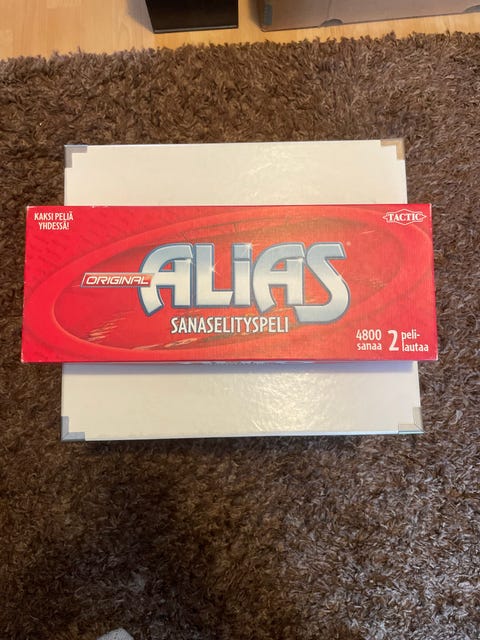 KAKSI PELIÄ
YHDESSÄ!
TACTIC
ORIGINAL
ALIAS
®
SANASELITYSPELI
4800
sanaa
2 peli-
lautaa